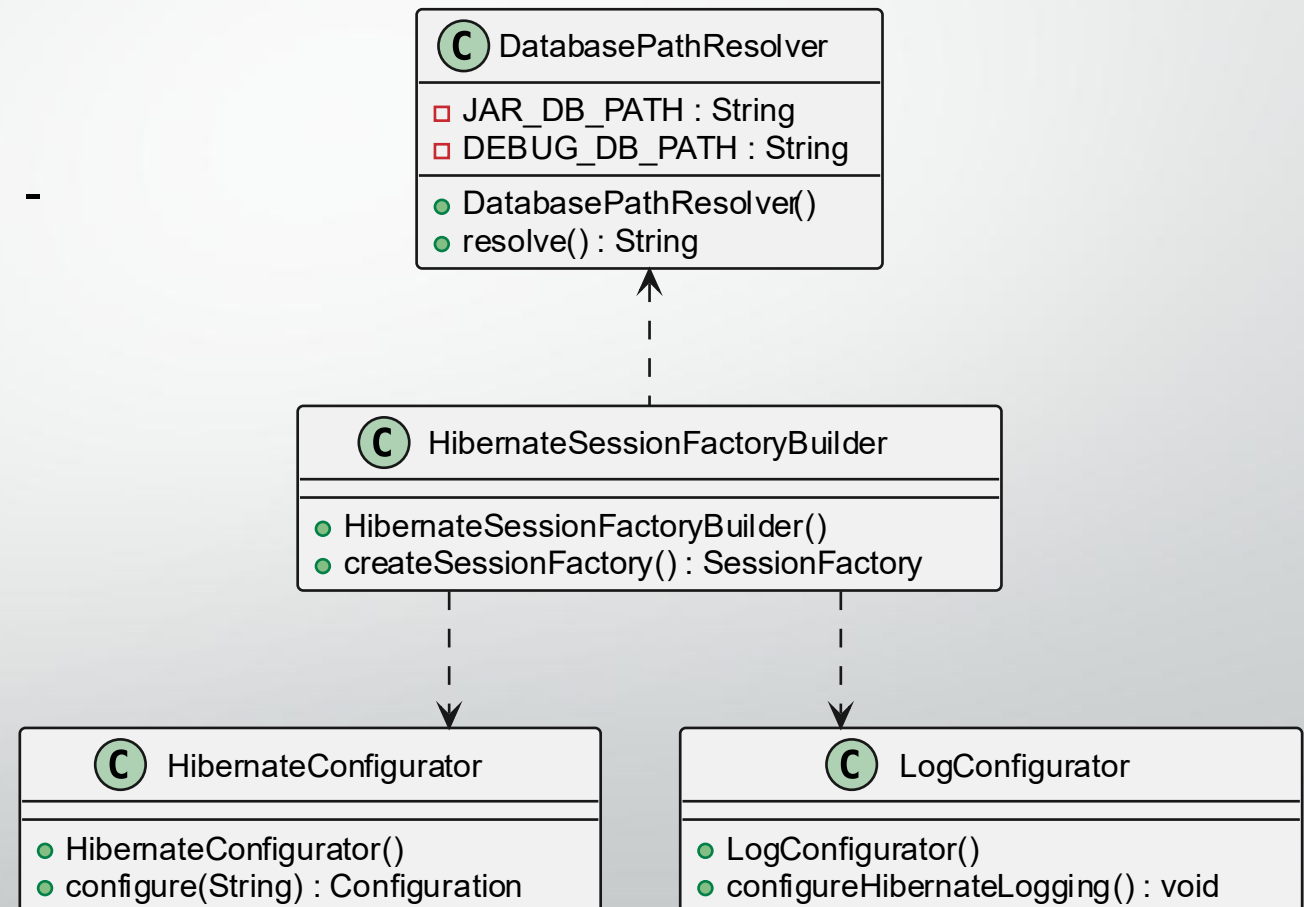 C DatabasePathResolver
JAR_DB_PATH : String
DEBUG_DB_PATH : String
DatabasePathResolver()
resolve() : String
-
C HibernateSessionFactoryBuilder
HibernateSessionFactoryBuilder()
createSessionFactory() : SessionFactory
C HibernateConfigurator
HibernateConfigurator()
configure(String) : Configuration
C LogConfigurator
LogConfigurator()
configureHibernateLogging() : void